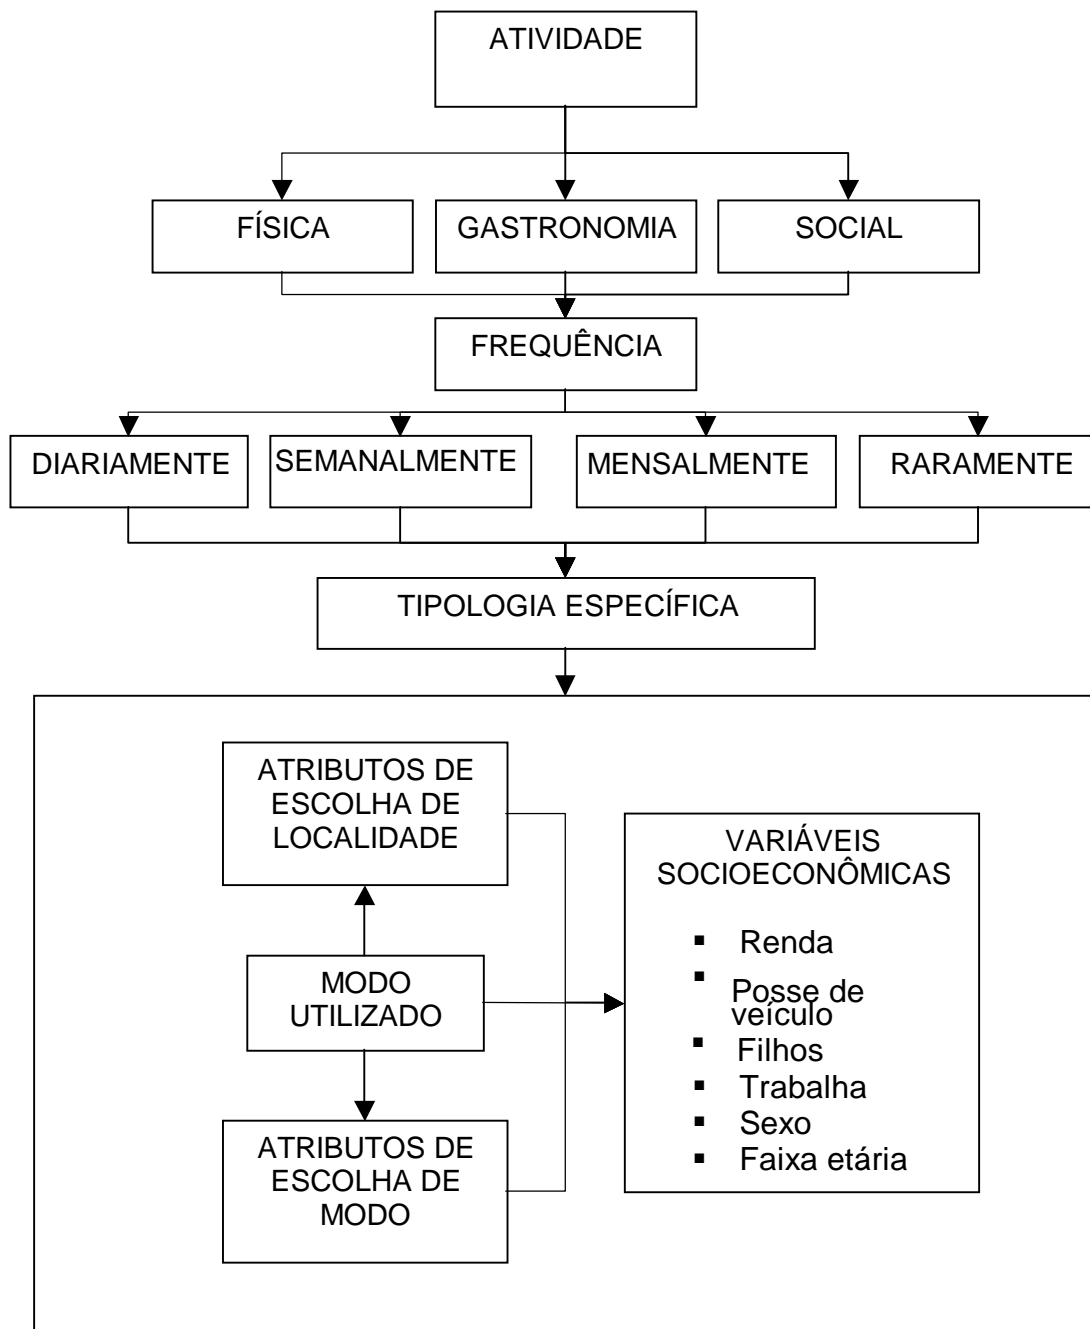 ATIVIDADE
FÍSICA
GASTRONOMIA
SOCIAL
FREQUÊNCIA
DIARIAMENTE
SEMANALMENTE
MENSALMENTE
RARAMENTE
TIPOLOGIA ESPECÍFICA
ATRIBUTOS DE
ESCOLHA DE
LOCALIDADE
MODO
UTILIZADO
ATRIBUTOS DE
ESCOLHA DE
MODO
VARIÁVEIS
SOCIOECONÔMICAS
▪ Renda
▪ Posse de
veículo
▪ Filhos
▪ Trabalha
▪ Sexo
▪ Faixa etária